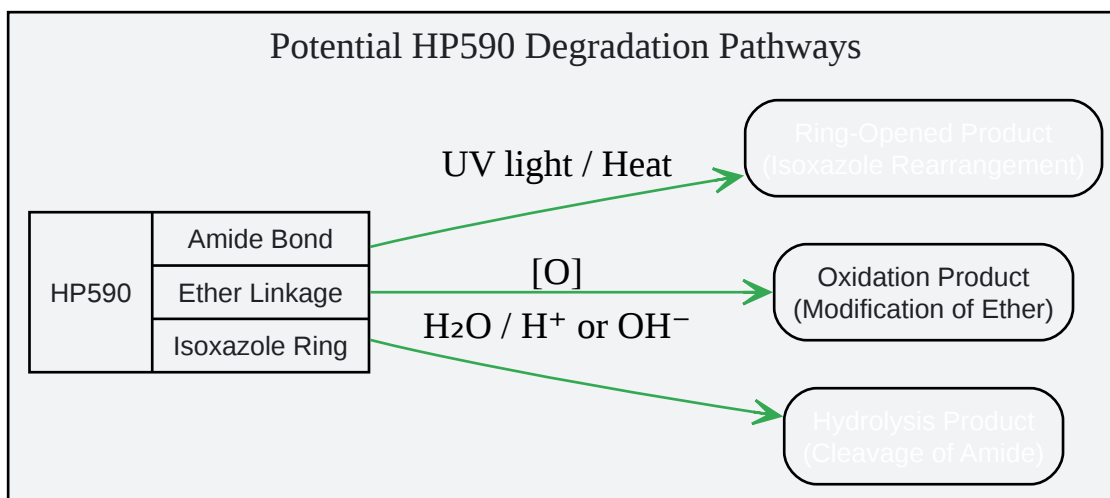 Potential HP590 Degradation Pathways
Ring-Opened Product
(Isoxazole Rearrangement)
UV light / Heat
HP590
Amide Bond
Ether Linkage
Isoxazole Ring
[O]
Oxidation Product
(Modification of Ether)
H₂O / H⁺ or OH⁻
Hydrolysis Product
(Cleavage of Amide)